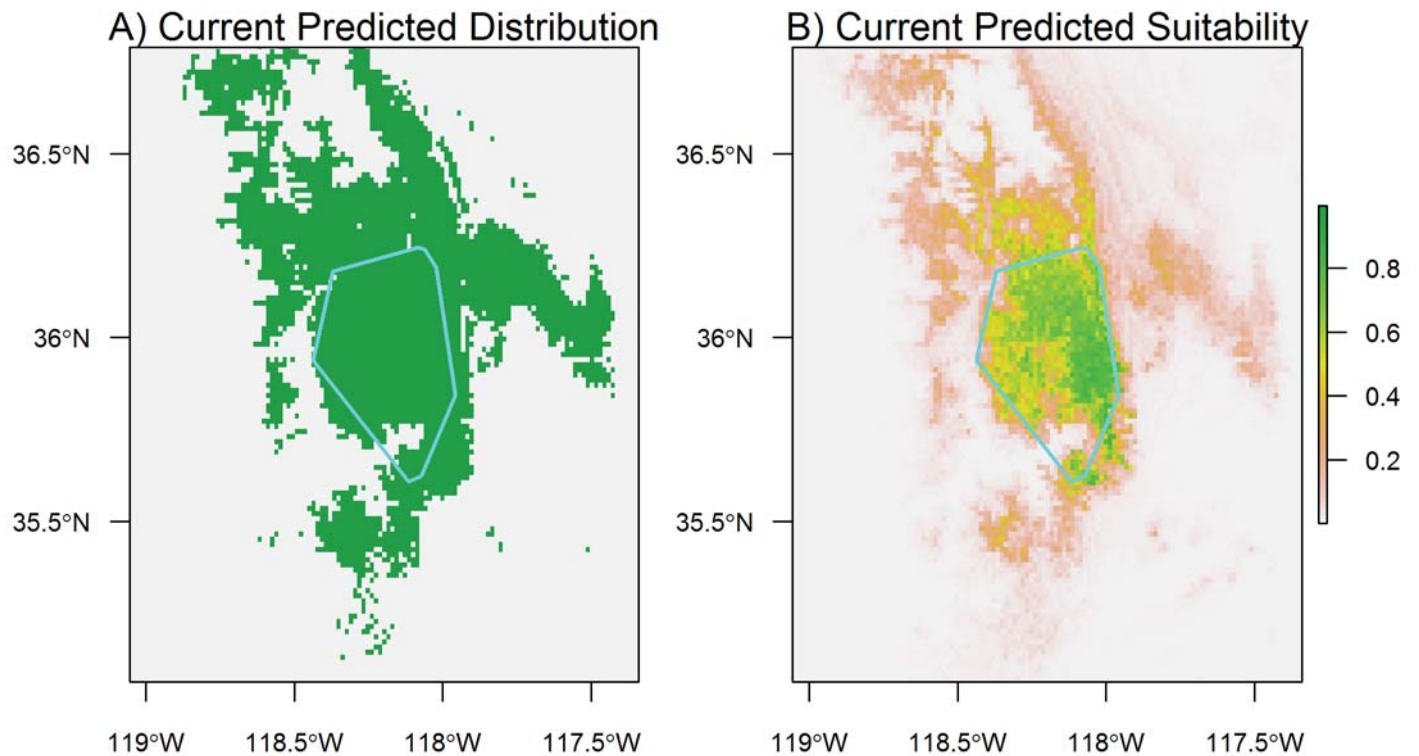 A) Current Predicted Distribution
36.5°N
36°N
35.5°N
119°W 118.5°W 118°W 117.5°W
B) Current Predicted Suitability
36.5°N
36°N
35.5°N
119°W 118.5°W 118°W 117.5°W
0.8
0.6
0.4
0.2